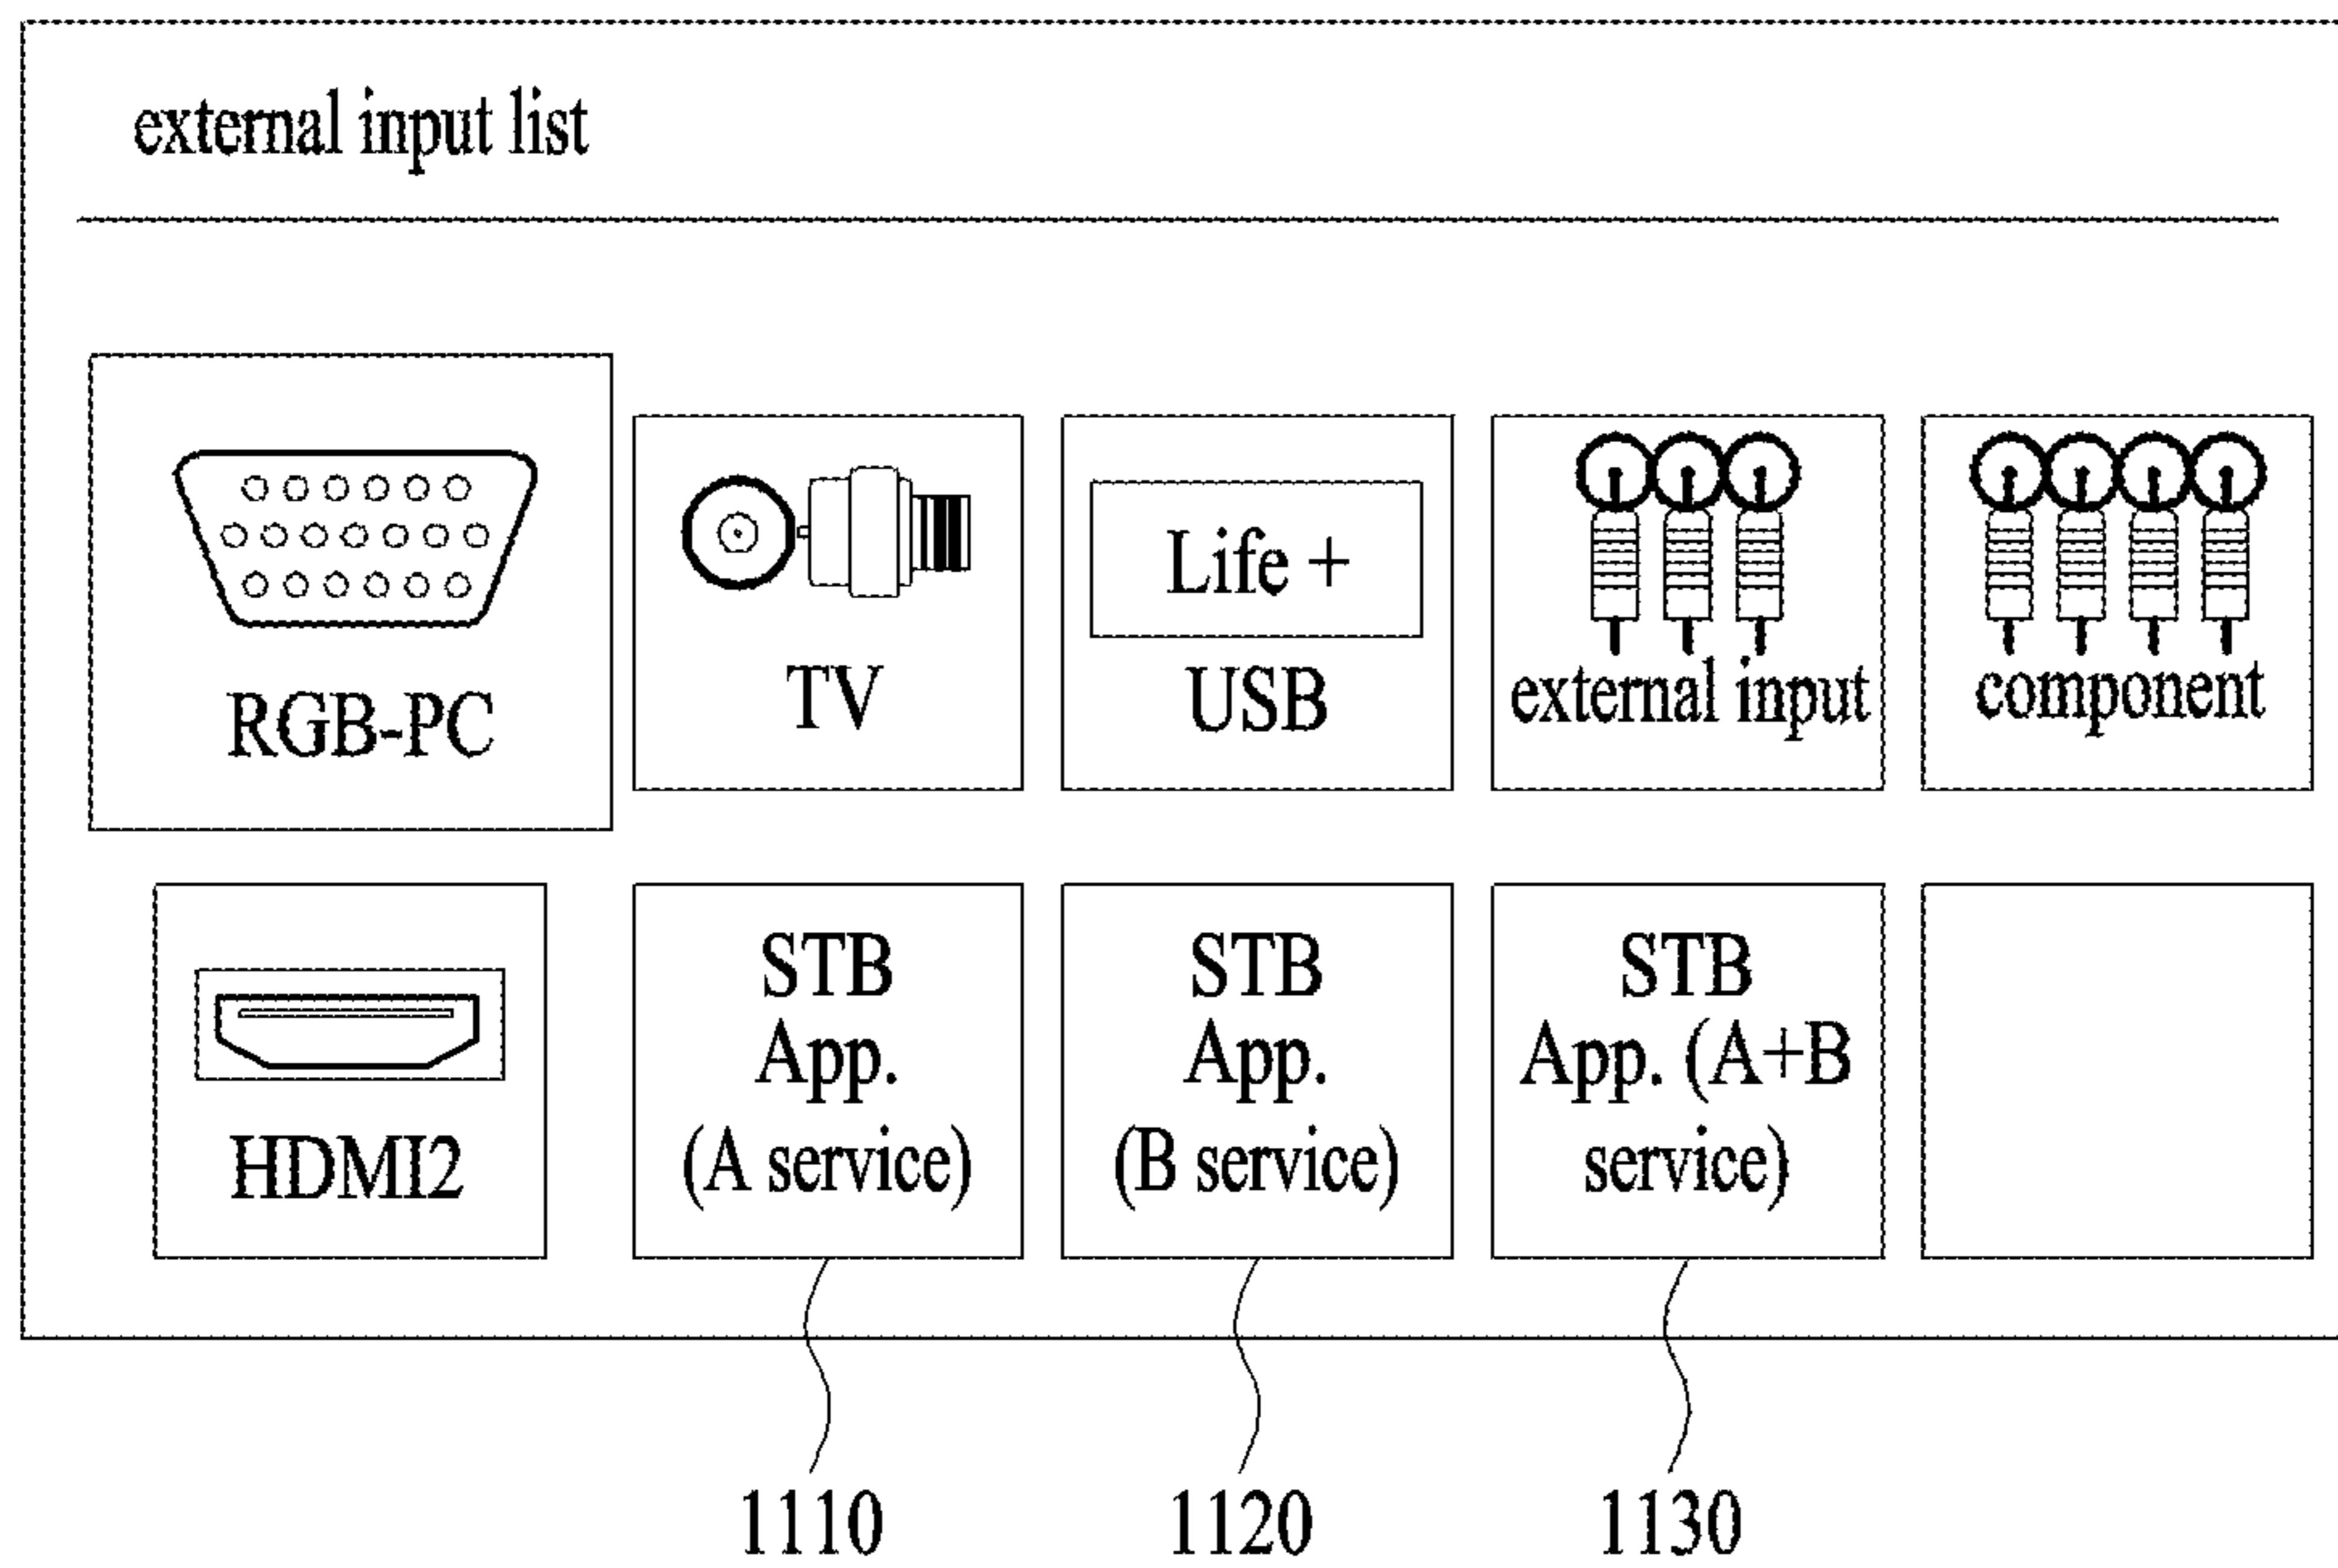 external input list
RGB-PC
TV
Life +
USB
external input
component
HDMI2
STB
App.
(A service)
STB
App.
(B service)
STB
App. (A+B
service)
1110
1120
1130